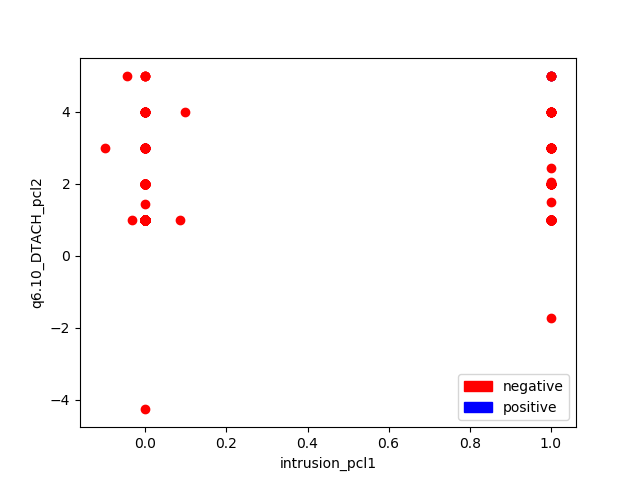 4
2
0
−2
−4
q6.10_DTACH_pcl2
negative
positive
0.0 0.2 0.4 0.6 0.8 1.0
intrusion_pcl1